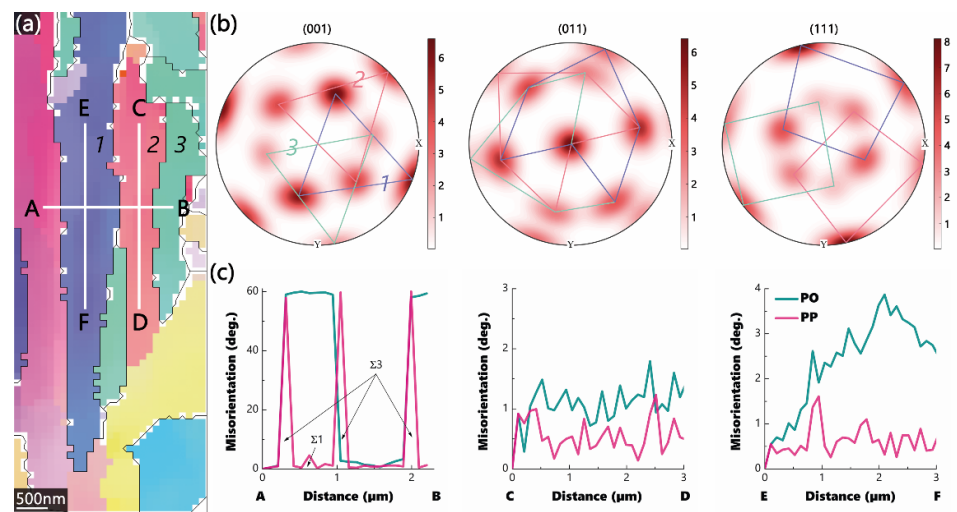 (a)
E
C
1
2
3
A
B
F
D
500nm
(b)
(001)
(011)
(111)
2
3
1
X
Y
6
5
4
3
2
1
X
Y
6
5
4
3
2
1
X
Y
8
7
6
5
4
3
2
1
(c)
Misorientation (deg.)
60
40
20
0
Σ3
Σ1
0
1
2
A
Distance (µm)
B
Misorientation (deg.)
3
2
1
0
0
1
2
3
C
Distance (µm)
D
Misorientation (deg.)
4
3
2
1
0
PO
PP
0
1
2
3
E
Distance (µm)
F